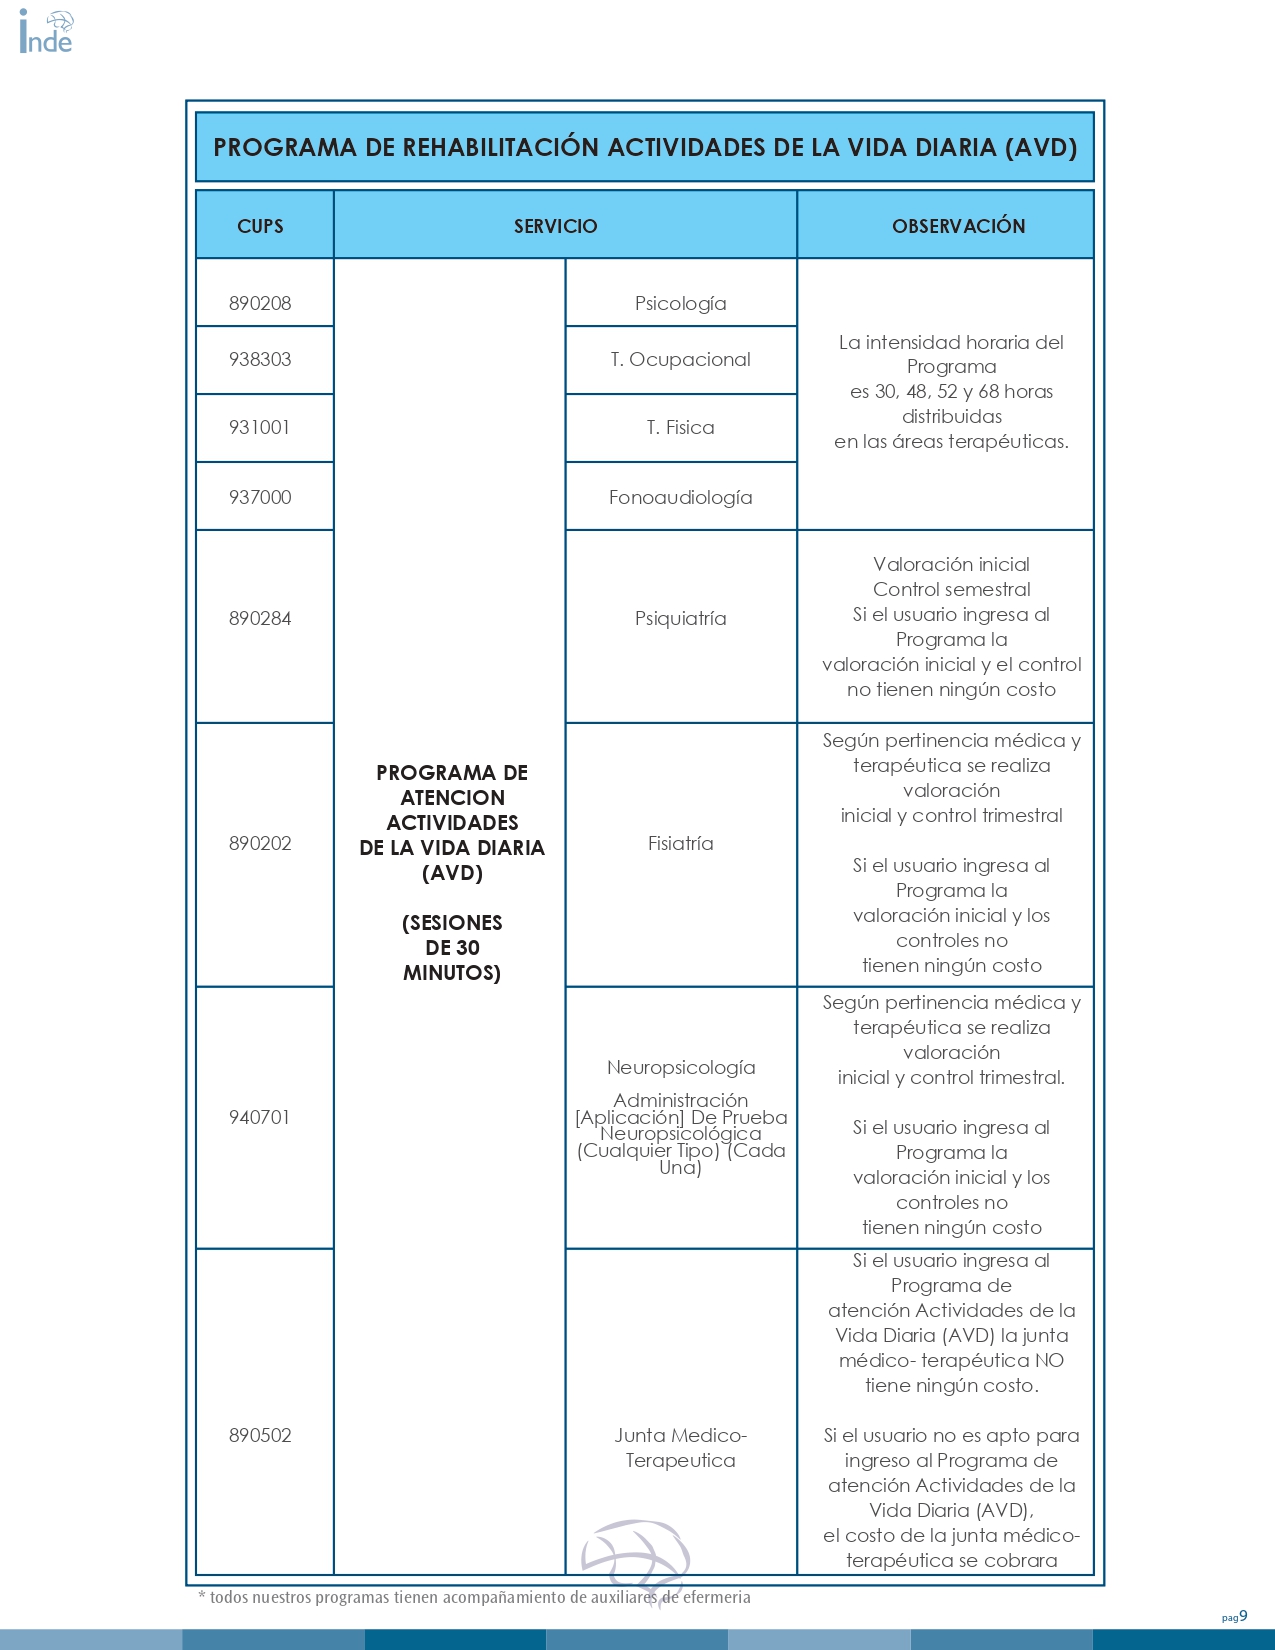 inde
PROGRAMA DE REHABILITACIÓN ACTIVIDADES DE LA VIDA DIARIA (AVD)
CUPS
SERVICIO
OBSERVACIÓN
890208
Psicología
938303
T. Ocupacional
931001
T. Fisica
937000
Fonoaudiología
La intensidad horaria del
Programa
es 30, 48, 52 y 68 horas
distribuidas
en las áreas terapéuticas.
890284
Psiquiatría
Valoración inicial
Control semestral
Si el usuario ingresa al
Programa la
valoración inicial y el control
no tienen ningún costo
PROGRAMA DE
ATENCION
ACTIVIDADES
DE LA VIDA DIARIA
(AVD)
(SESIONES
DE 30
MINUTOS)
890202
Fisiatría
Según pertinencia médica y
terapéutica se realiza
valoración
inicial y control trimestral
Si el usuario ingresa al
Programa la
valoración inicial y los
controles no
tienen ningún costo
940701
Neuropsicología
Administración
[Aplicación] De Prueba
Neuropsicológica
(Cualquier Tipo) (Cada
Una)
Según pertinencia médica y
terapéutica se realiza
valoración
inicial y control trimestral.
Si el usuario ingresa al
Programa la
valoración inicial y los
controles no
tienen ningún costo
890502
Junta Medico-
Terapeutica
Si el usuario ingresa al
Programa de
atención Actividades de la
Vida Diaria (AVD) la junta
médico- terapéutica NO
tiene ningún costo.
Si el usuario no es apto para
ingreso al Programa de
atención Actividades de la
Vida Diaria (AVD),
el costo de la junta médico-
terapéutica se cobrara
* todos nuestros programas tienen acompañamiento de auxiliares de efermeria
pag9